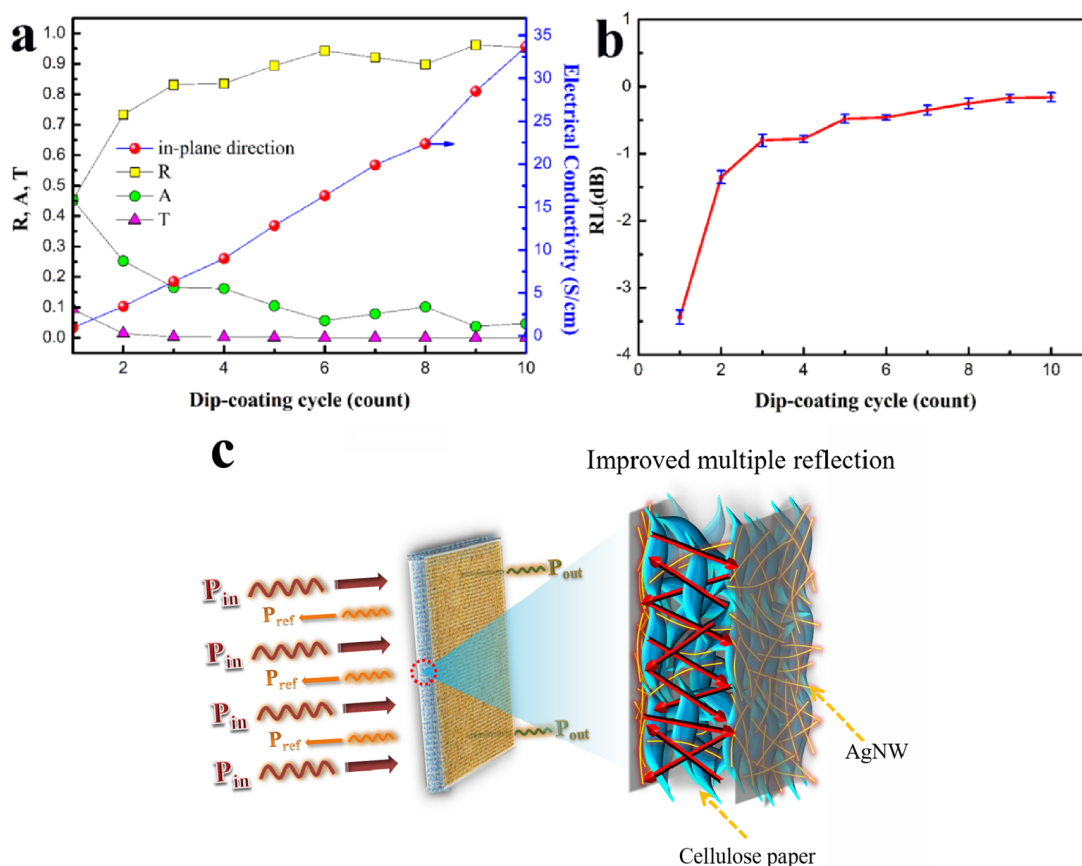 a
R, A, T
1.0
0.9
0.8
0.7
0.6
0.5
0.4
0.3
0.2
0.1
0.0
in-plane direction
R
A
T
35
30
25
20
15
10
5
0
Electrical Conductivity (S/cm)
2
4
6
8
10
Dip-coating cycle (count)
b
RL(dB)
1
0
-1
-2
-3
-4
0
2
4
6
8
10
Dip-coating cycle (count)
c
Improved multiple reflection
Pin
Pref
Pin
Pref
Pin
Pref
Pin
Pout
Pout
AgNW
Cellulose paper